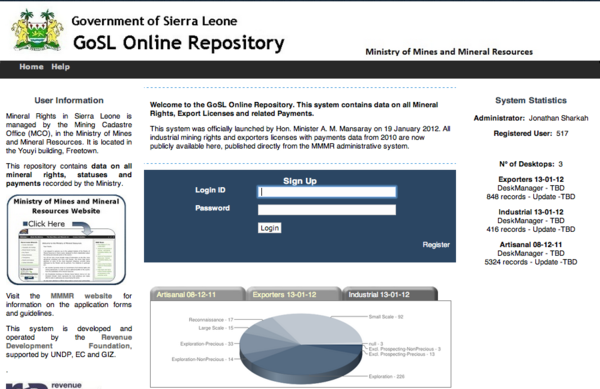 Government of Sierra Leone
GoSL Online Repository
Ministry of Mines and Mineral Resources
Home Help
User Information
Mineral Rights in Sierra Leone is
managed by the Mining Cadastre
Office (MCO), in the Ministry of Mines
and Mineral Resources. It is located in
the Youyi building, Freetown.
This repository contains data on all
mineral rights, statuses and
payments recorded by the Ministry.
Ministry of Mines and Mineral
Resources Website
Click Here
Visit the MMMR website for
information on the application forms
and guidelines.
This system is developed and
operated by the Revenue
Development Foundation,
supported by UNDP, EC and GIZ.
revenue
Welcome to the GoSL Online Repository. This system contains data on all Mineral
Rights, Export Licenses and related Payments.
This system was officially launched by Hon. Minister A. M. Mansaray on 19 January 2012. All
industrial mining rights and exporters licenses with payments data from 2010 are now
publically available here, published directly from the MMMR administrative system.
Sign Up
Login ID
Password
Login
Register
Artisanal 08-12-11
Exporters 13-01-12
Industrial 13-01-12
Reconnaissance - 17
Large Scale - 15
Exploration-Precious - 33
Exploration-NonPrecious - 14
Small Scale - 92
null - 3
Excl. Prospecting-NonPrecious - 3
Excl. Prospecting-Precious - 13
Exploration - 228
System Statistics
Administrator: Jonathan Sharkah
Registered User: 517
Nº of Desktops: 3
Exporters 13-01-12
DeskManager - TBD
848 records - Update -TBD
Industrial 13-01-12
DeskManager - TBD
416 records - Update -TBD
Artisanal 08-12-11
DeskManager - TBD
5324 records - Update -TBD